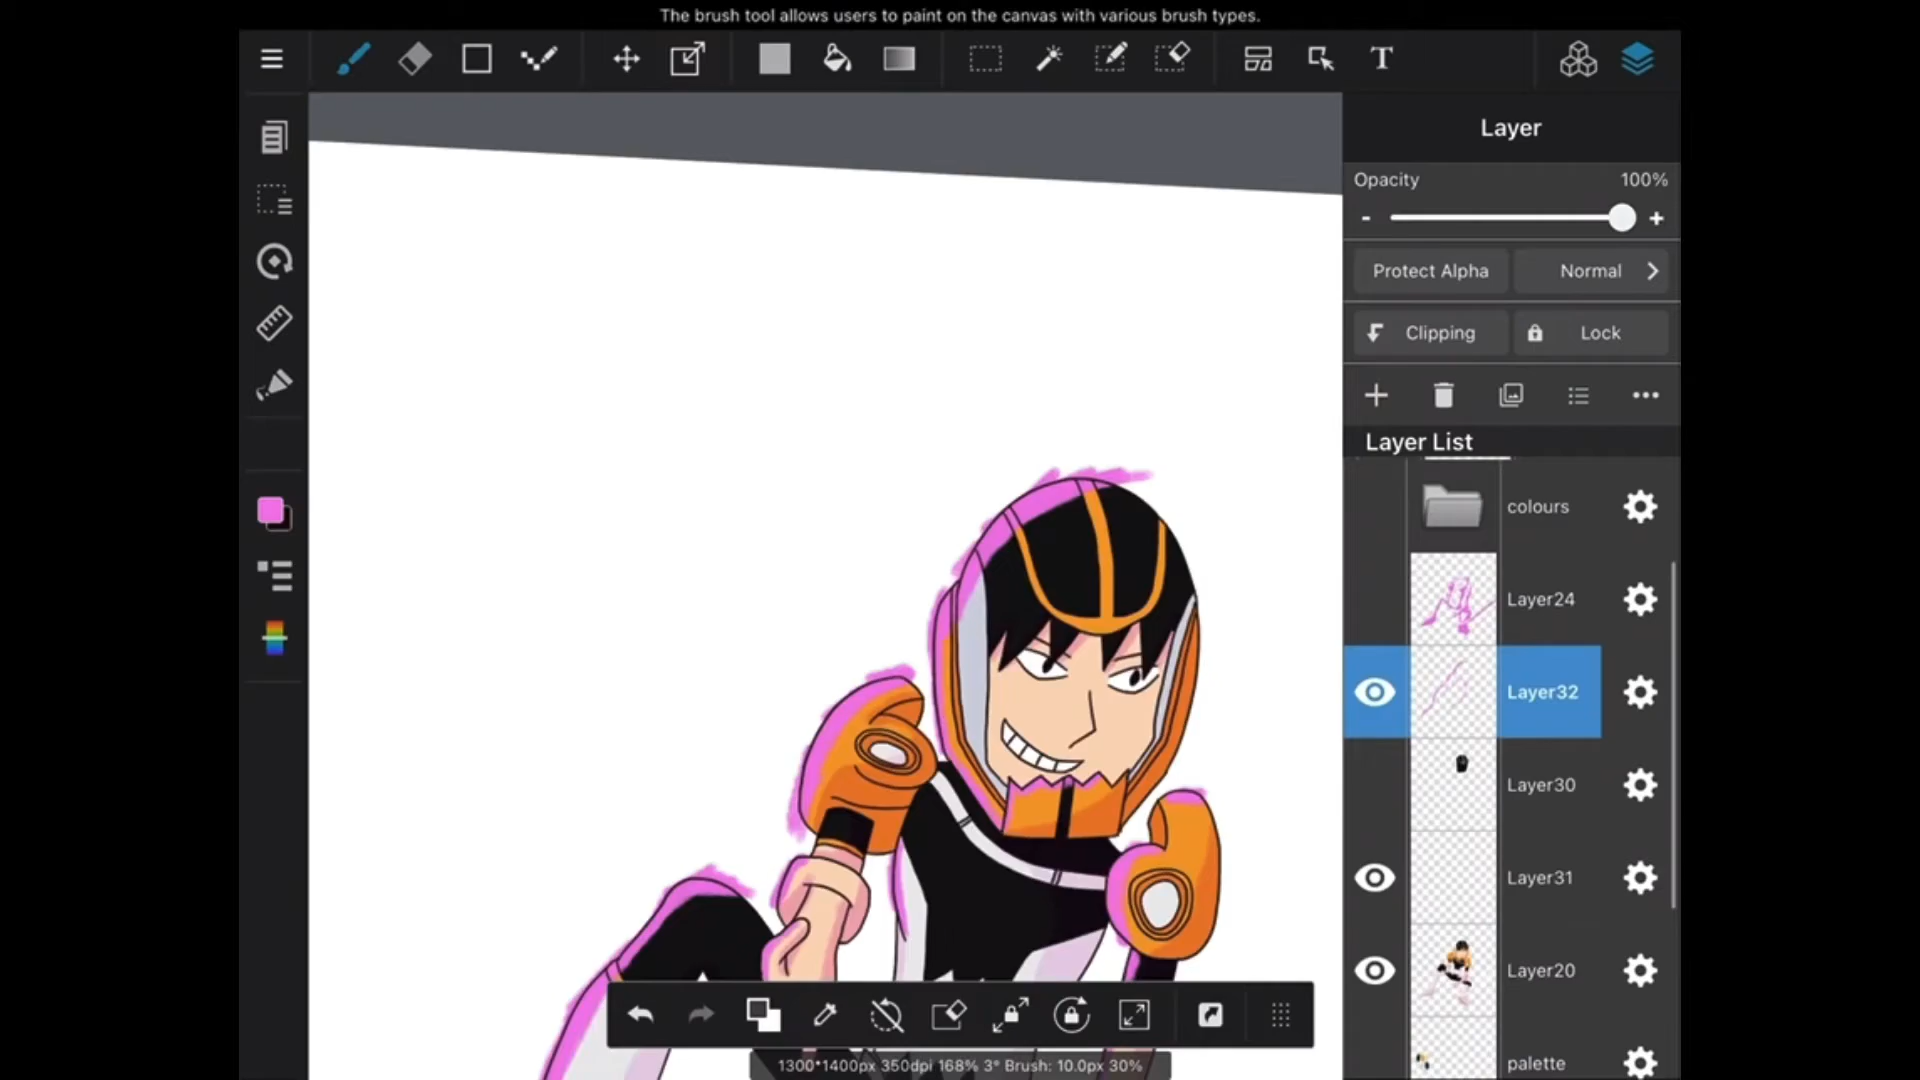 The brush tool allows users to paint on the canvas with various brush types.
T
Layer
Opacity 100%
- +
Protect Alpha Normal
Clipping Lock
Layer List
colours
Layer24
Layer32
Layer30
Layer31
Layer20
palette
1300*1400px 350dpi 168% 3° Brush: 10.0px 30%